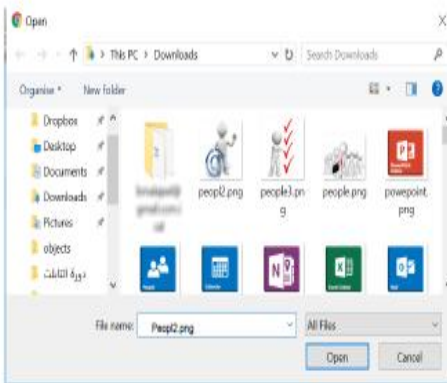 Open
This PC > Downloads
Search Downloads
Organise
New folder
Dropbox
Desktop
Documents
Downloads
Pictures
objects
دورة التابلت
peopl2.png
people3.pn
g
people.png
powepoint.
png
File name:
Peopl2.png
All Files
Open
Cancel